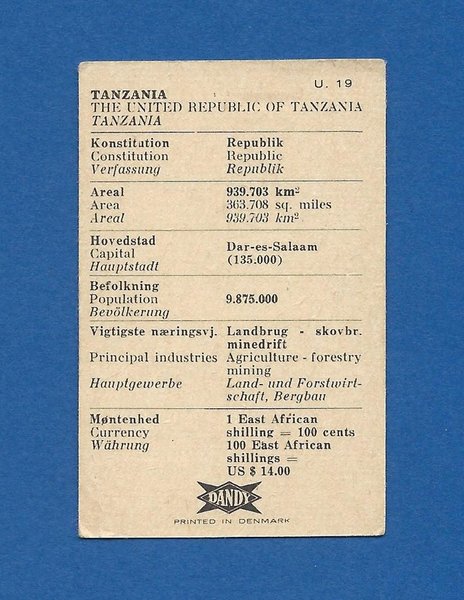 U. 19
TANZANIA
THE UNITED REPUBLIC OF TANZANIA
TANZANIA
Konstitution Republik
Constitution Republic
Verfassung Republik
Areal 939.703 km²
Area 363.708 sq. miles
Areal 939.703 km²
Hovedstad Dar-es-Salaam
Capital (135.000)
Hauptstadt
Befolkning
Population 9.875.000
Bevölkerung
Vigtigste næringsvj. Landbrug - skovbr.
minedrift
Principal industries Agriculture - forestry
mining
Hauptgewerbe Land- und Forstwirt-
schaft, Bergbau
Møntenhed 1 East African
Currency shilling = 100 cents
Währung 100 East African
shillings =
US $ 14.00
DANDY
PRINTED IN DENMARK